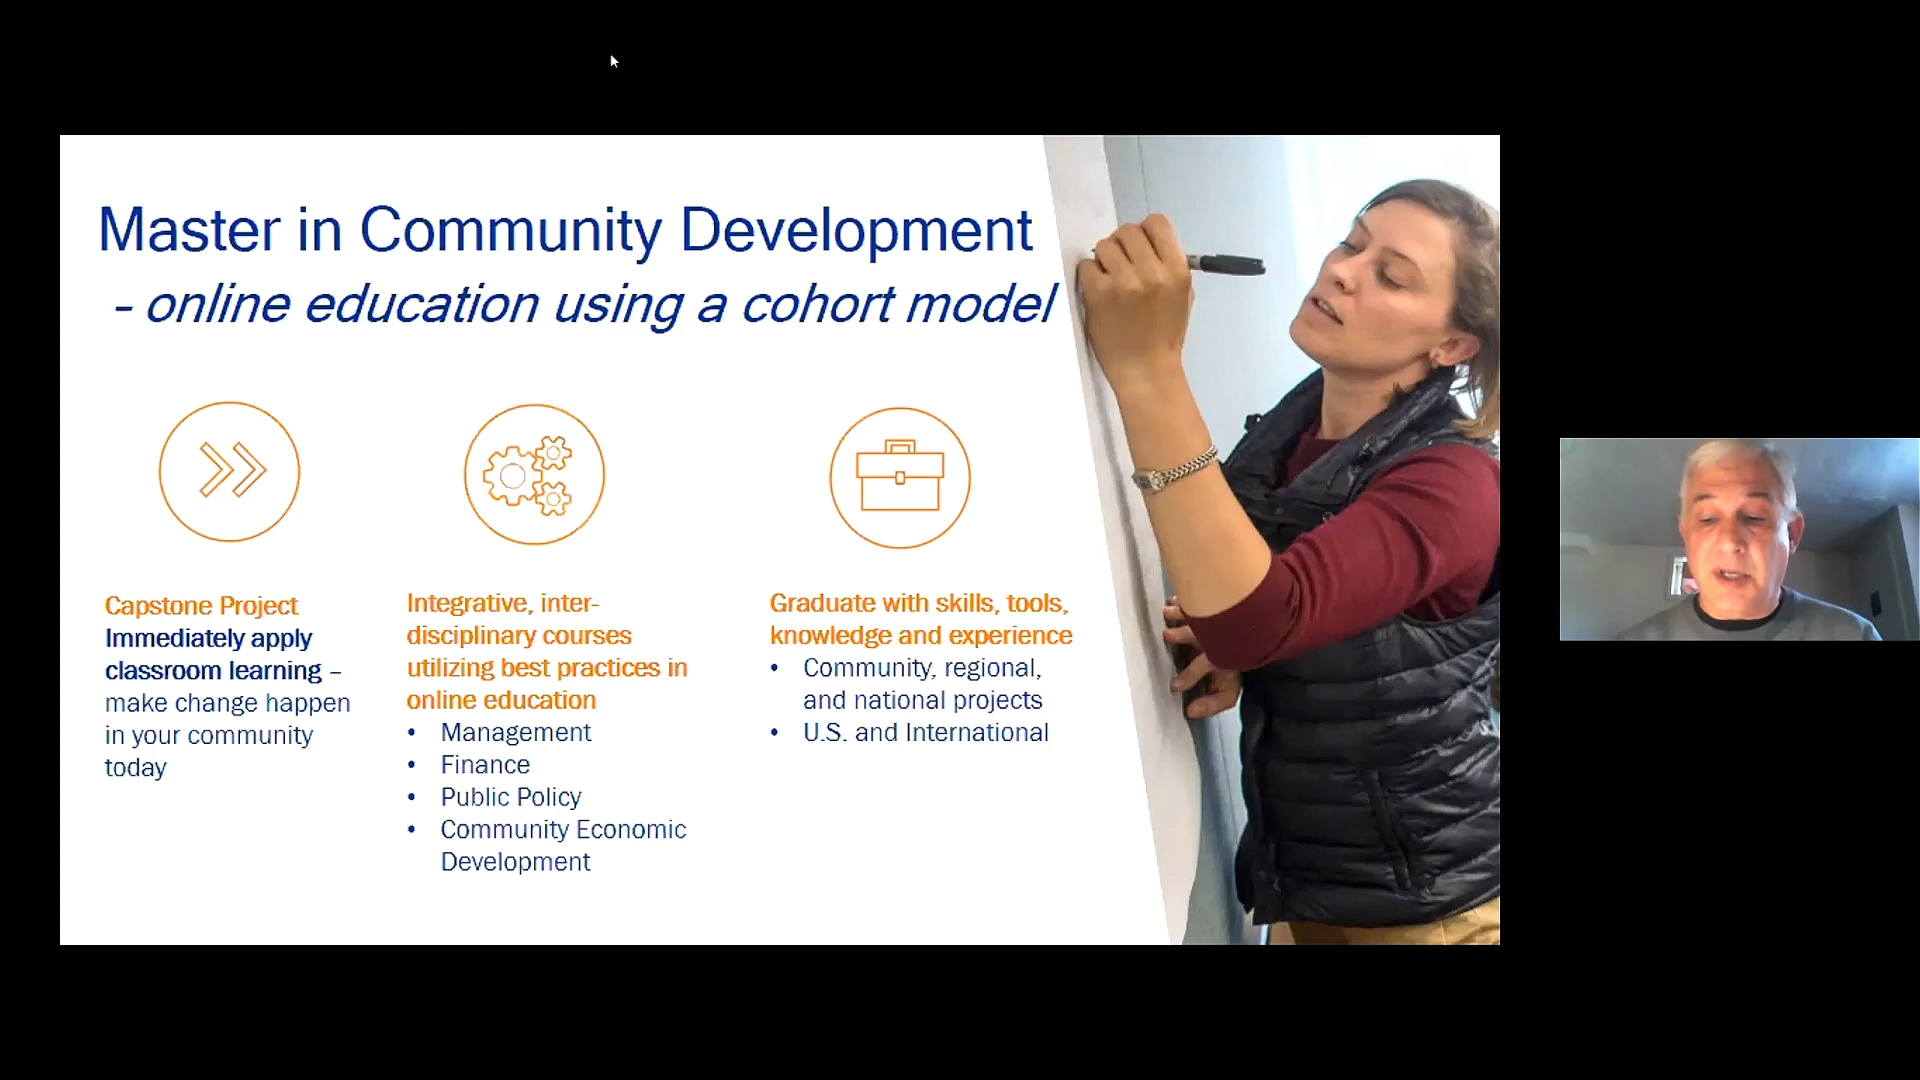 Master in Community Development
– online education using a cohort model
Capstone Project
Immediately apply
classroom learning –
make change happen
in your community
today
Integrative, inter-
disciplinary courses
utilizing best practices in
online education
• Management
• Finance
• Public Policy
• Community Economic
Development
Graduate with skills, tools,
knowledge and experience
• Community, regional,
and national projects
• U.S. and International